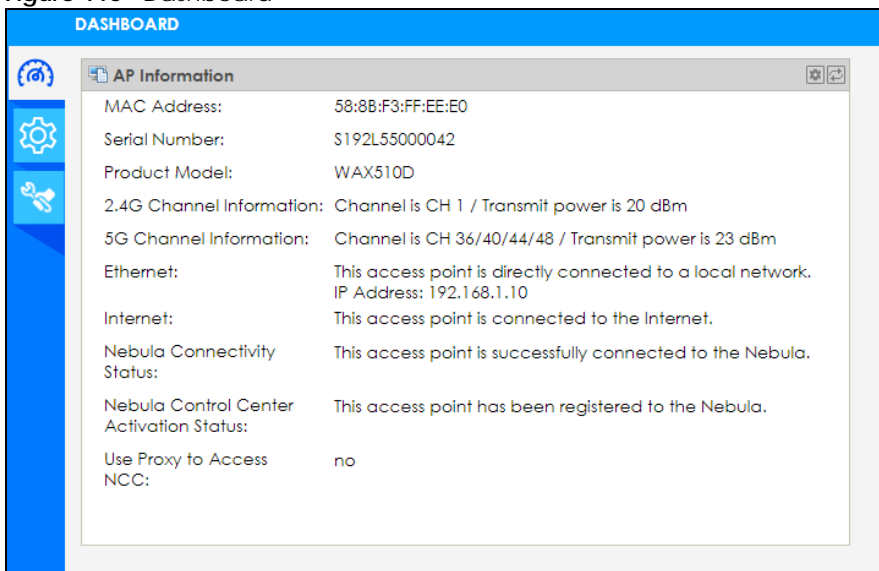 DASHBOARD
AP Information
MAC Address: 58:8B:F3:FF:EE:E0
Serial Number: S192L55000042
Product Model: WAX510D
2.4G Channel Information: Channel is CH 1 / Transmit power is 20 dBm
5G Channel Information: Channel is CH 36/40/44/48 / Transmit power is 23 dBm
Ethernet: This access point is directly connected to a local network.
IP Address: 192.168.1.10
Internet: This access point is connected to the Internet.
Nebula Connectivity
Status:
This access point is successfully connected to the Nebula.
Nebula Control Center
Activation Status:
This access point has been registered to the Nebula.
Use Proxy to Access
NCC:
no